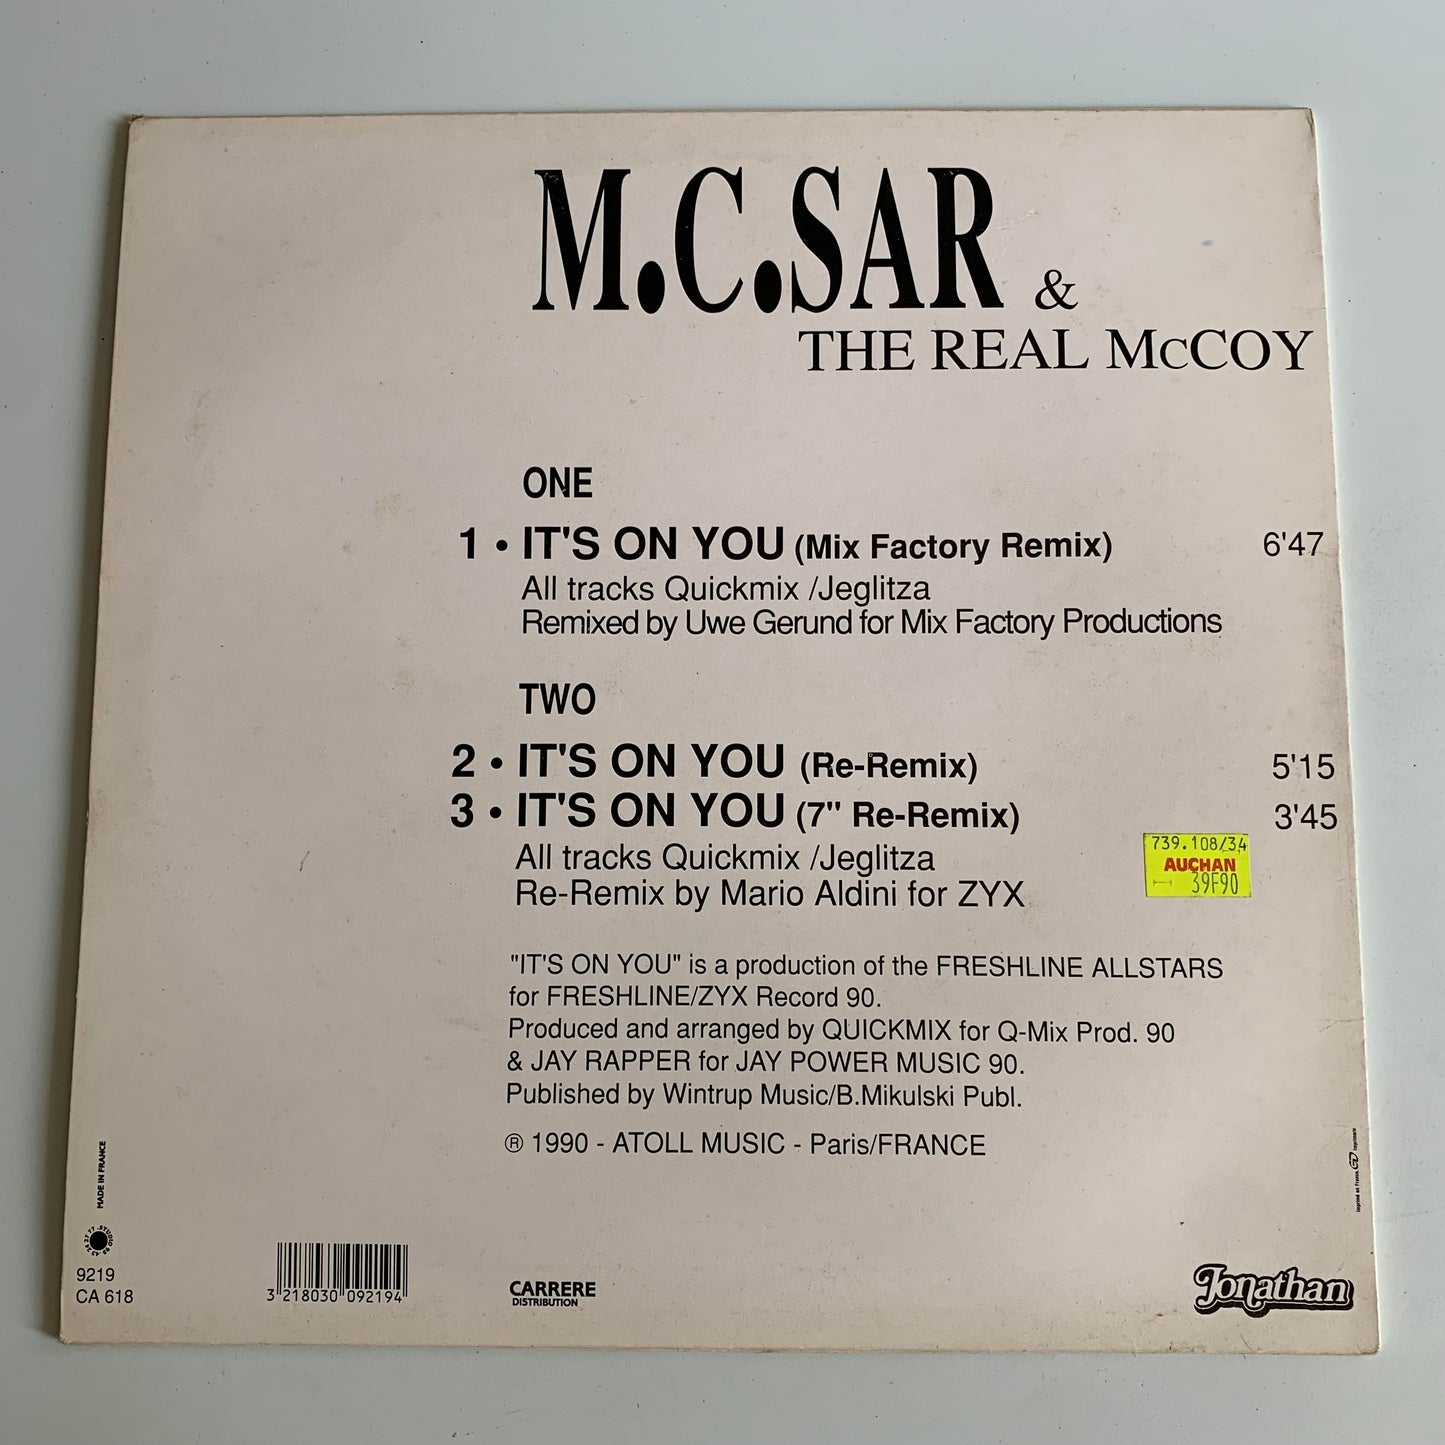 M.C.SAR &
THE REAL McCOY
ONE
1 • IT'S ON YOU (Mix Factory Remix) 6'47
All tracks Quickmix /Jeglitza
Remixed by Uwe Gerund for Mix Factory Productions
TWO
2 • IT'S ON YOU (Re-Remix) 5'15
3 • IT'S ON YOU (7" Re-Remix) 3'45
All tracks Quickmix /Jeglitza
Re-Remix by Mario Aldini for ZYX
739.108/34
AUCHAN
39F90
"IT'S ON YOU" is a production of the FRESHLINE ALLSTARS
for FRESHLINE/ZYX Record 90.
Produced and arranged by QUICKMIX for Q-Mix Prod. 90
& JAY RAPPER for JAY POWER MUSIC 90.
Published by Wintrup Music/B.Mikulski Publ.
℗ 1990 - ATOLL MUSIC - Paris/FRANCE
MADE IN FRANCE
9219
CA 618
3 218030 092194
CARRERE
DISTRIBUTION
Jonathan
Imprimé en France.